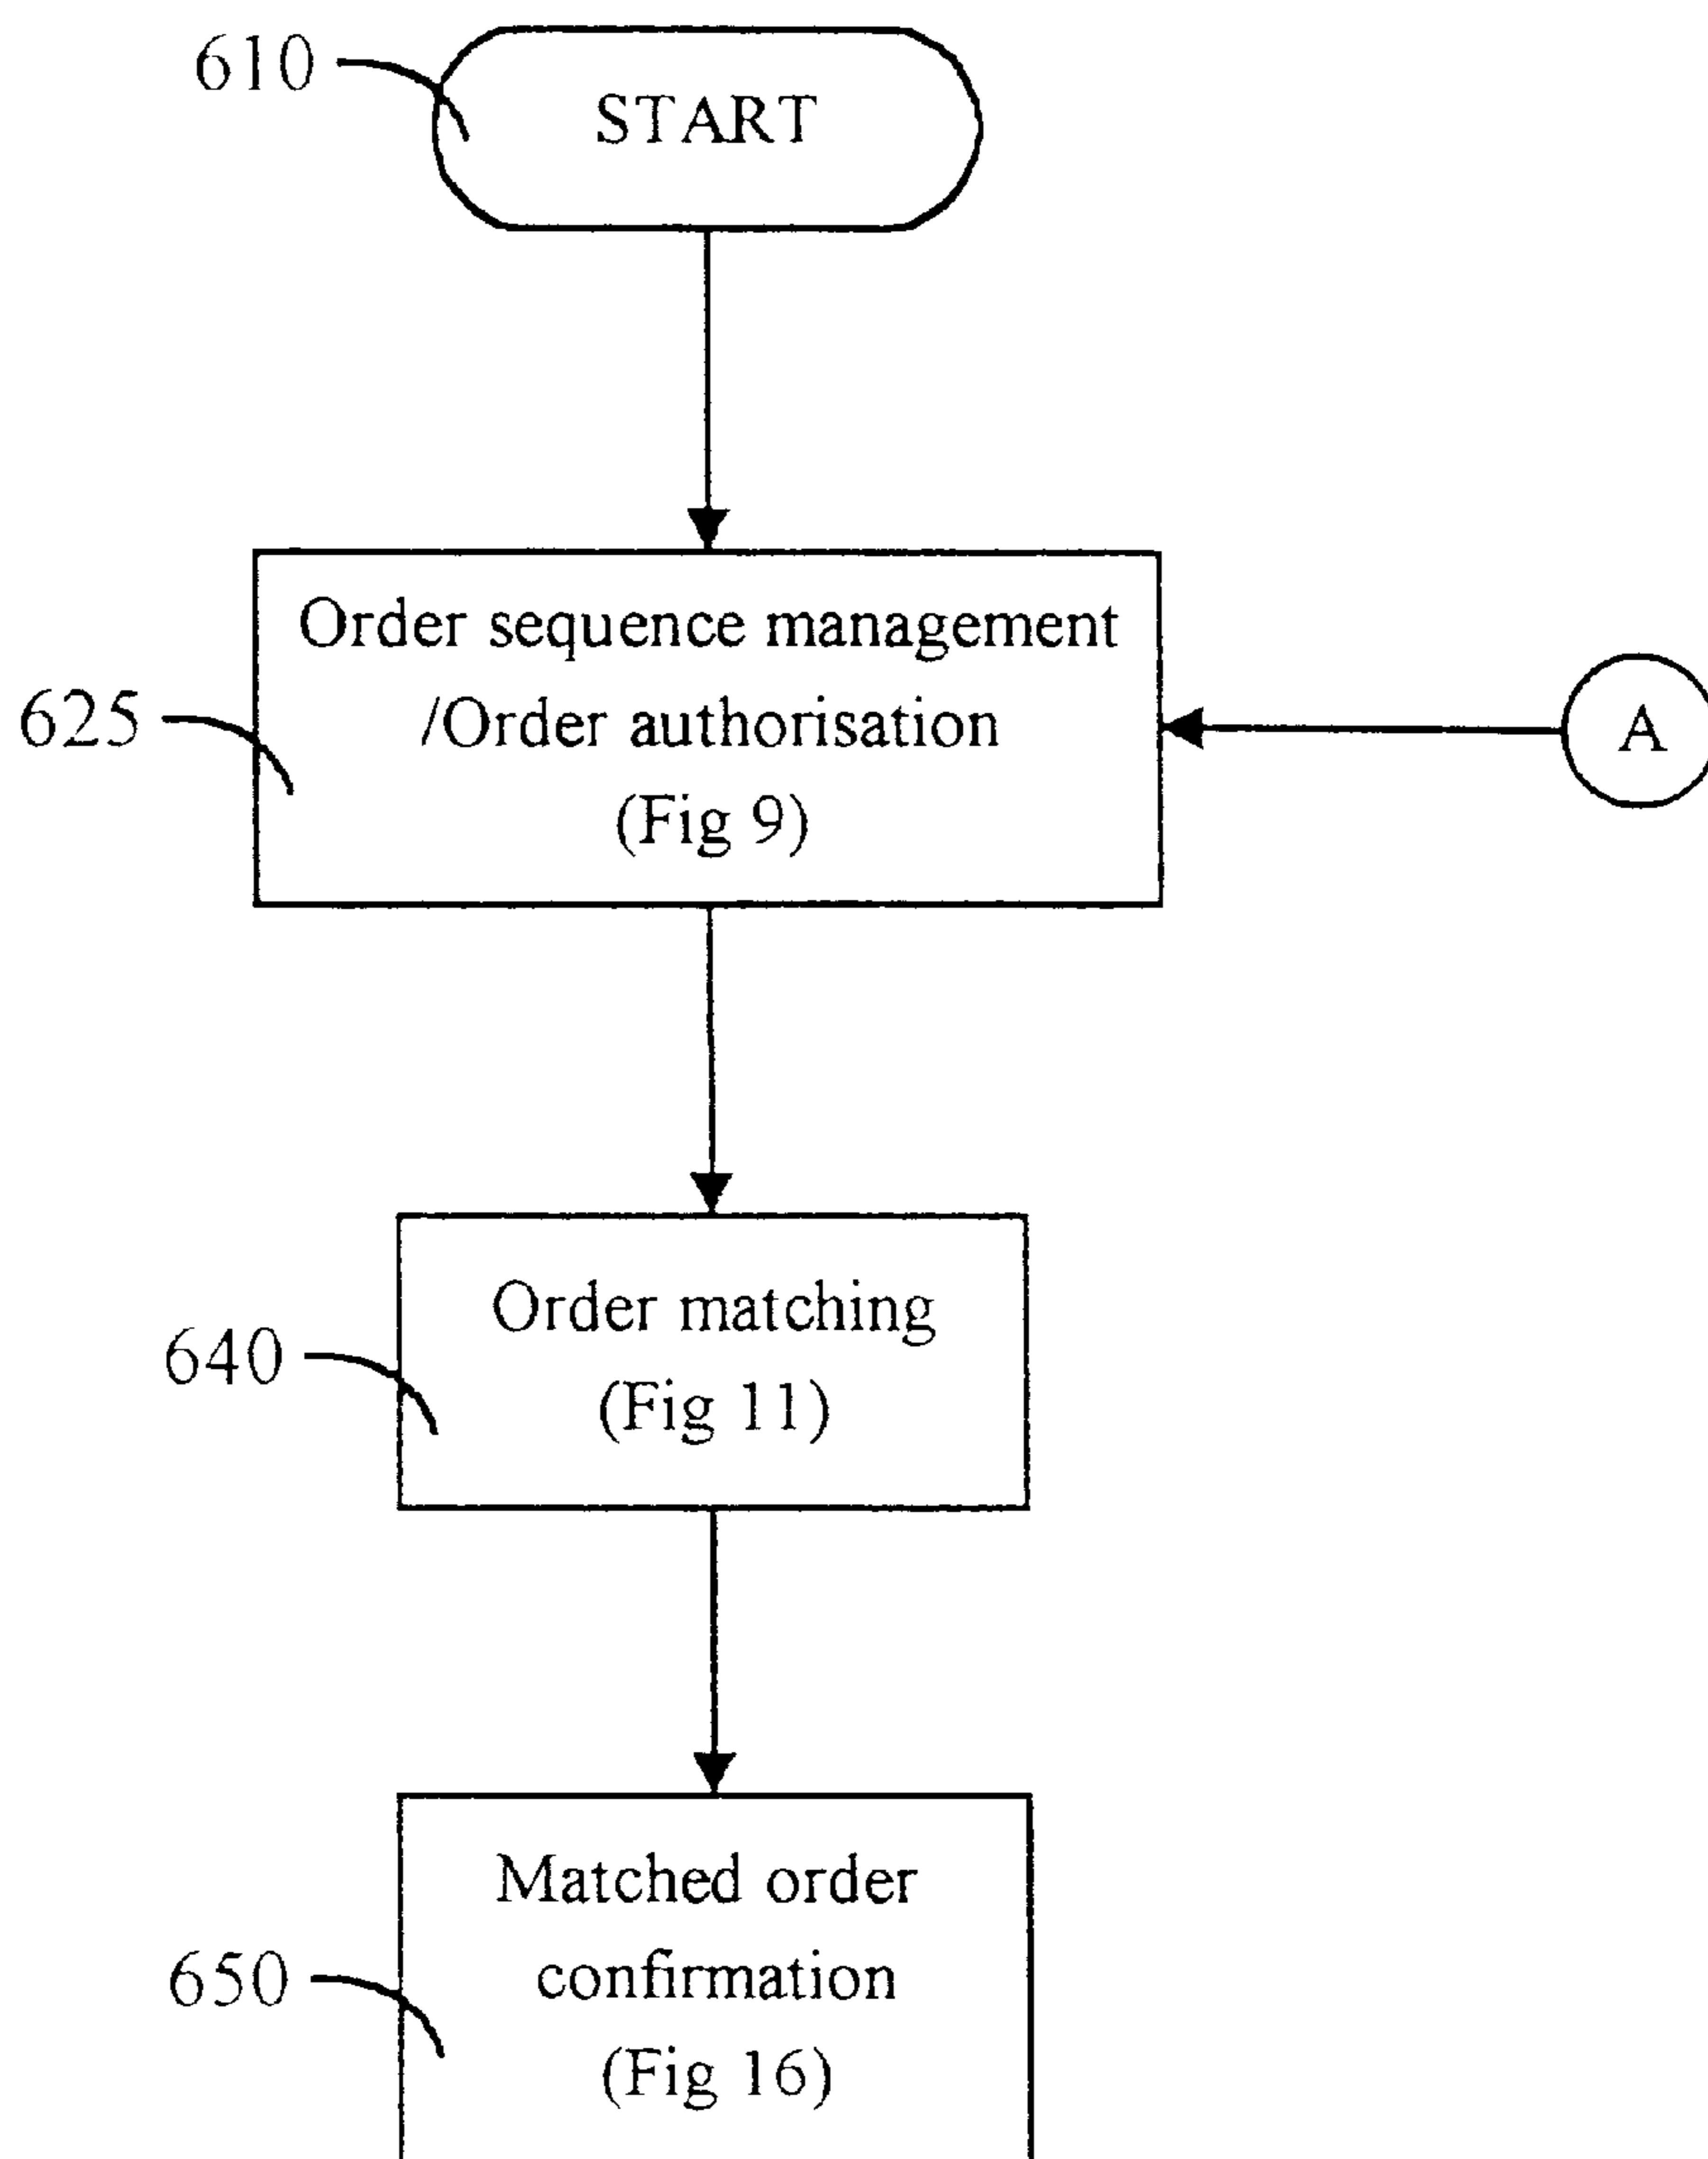 610
START
Order sequence management
/Order authorisation
(Fig 9)
625
A
Order matching
(Fig 11)
640
Matched order
confirmation
(Fig 16)
650